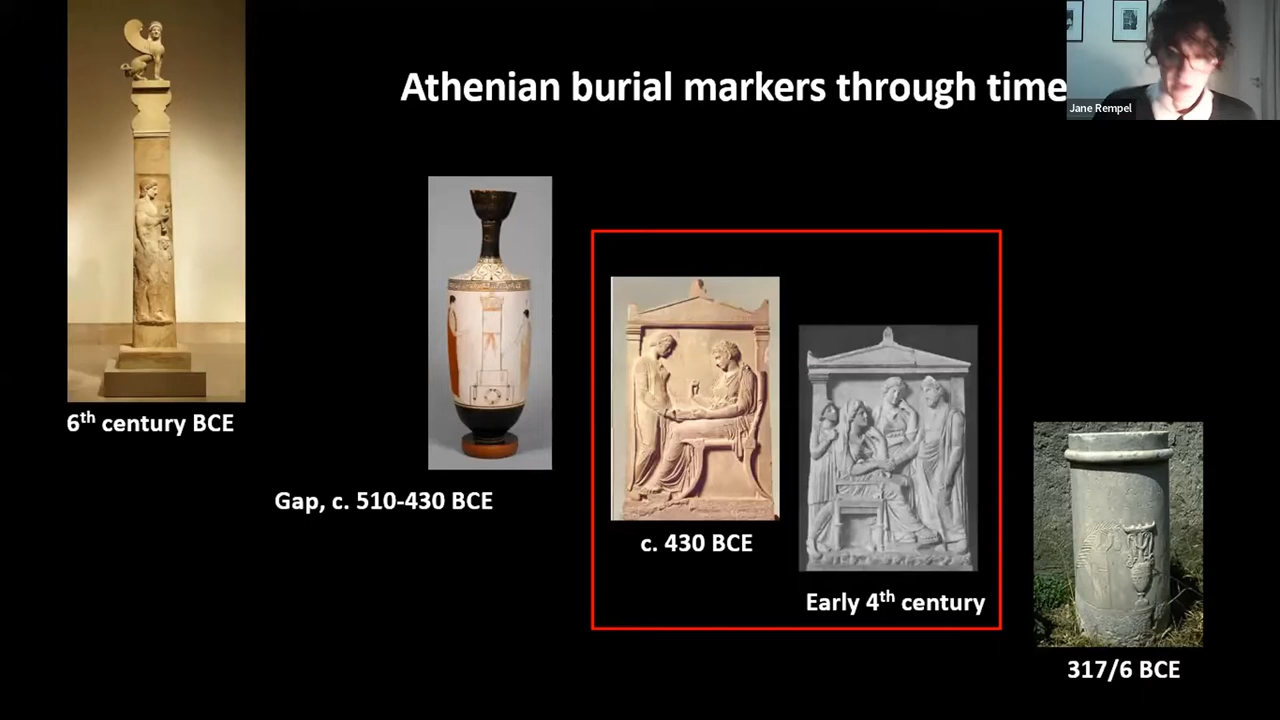 Athenian burial markers through time
Jane Rempel
6th century BCE
Gap, c. 510-430 BCE
c. 430 BCE
Early 4th century
317/6 BCE